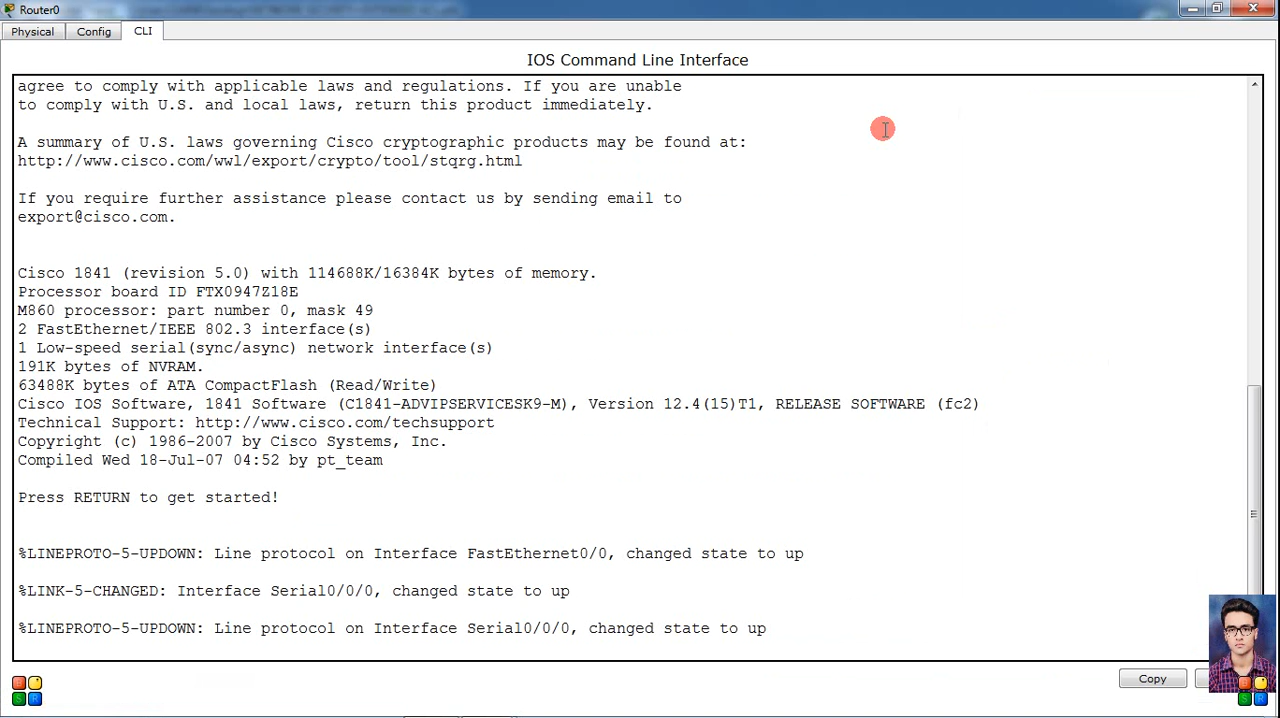 Router0
Physical Config CLI
IOS Command Line Interface
agree to comply with applicable laws and regulations. If you are unable
to comply with U.S. and local laws, return this product immediately.
A summary of U.S. laws governing Cisco cryptographic products may be found at:
http://www.cisco.com/wwl/export/crypto/tool/stqrg.html
If you require further assistance please contact us by sending email to
export@cisco.com.
Cisco 1841 (revision 5.0) with 114688K/16384K bytes of memory.
Processor board ID FTX0947Z18E
M860 processor: part number 0, mask 49
2 FastEthernet/IEEE 802.3 interface(s)
1 Low-speed serial(sync/async) network interface(s)
191K bytes of NVRAM.
63488K bytes of ATA CompactFlash (Read/Write)
Cisco IOS Software, 1841 Software (C1841-ADVIPSERVICESK9-M), Version 12.4(15)T1, RELEASE SOFTWARE (fc2)
Technical Support: http://www.cisco.com/techsupport
Copyright (c) 1986-2007 by Cisco Systems, Inc.
Compiled Wed 18-Jul-07 04:52 by pt_team
Press RETURN to get started!
%LINEPROTO-5-UPDOWN: Line protocol on Interface FastEthernet0/0, changed state to up
%LINK-5-CHANGED: Interface Serial0/0/0, changed state to up
%LINEPROTO-5-UPDOWN: Line protocol on Interface Serial0/0/0, changed state to up
Copy